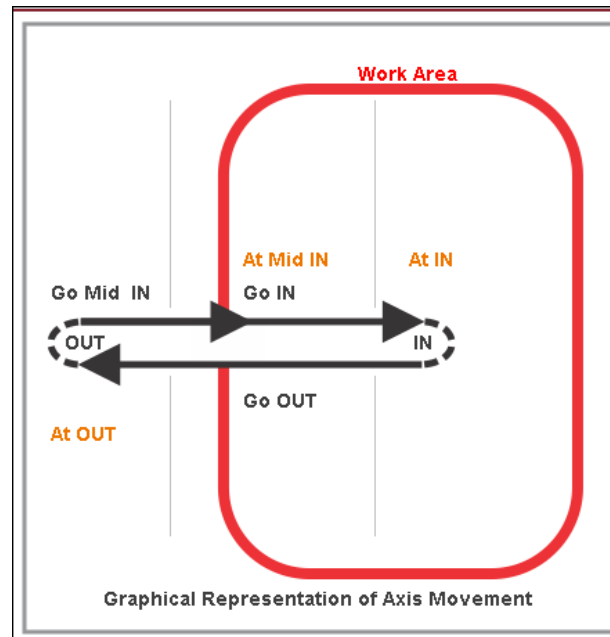 Work Area
At Mid IN
At IN
Go Mid IN
Go IN
OUT
IN
Go OUT
At OUT
Graphical Representation of Axis Movement